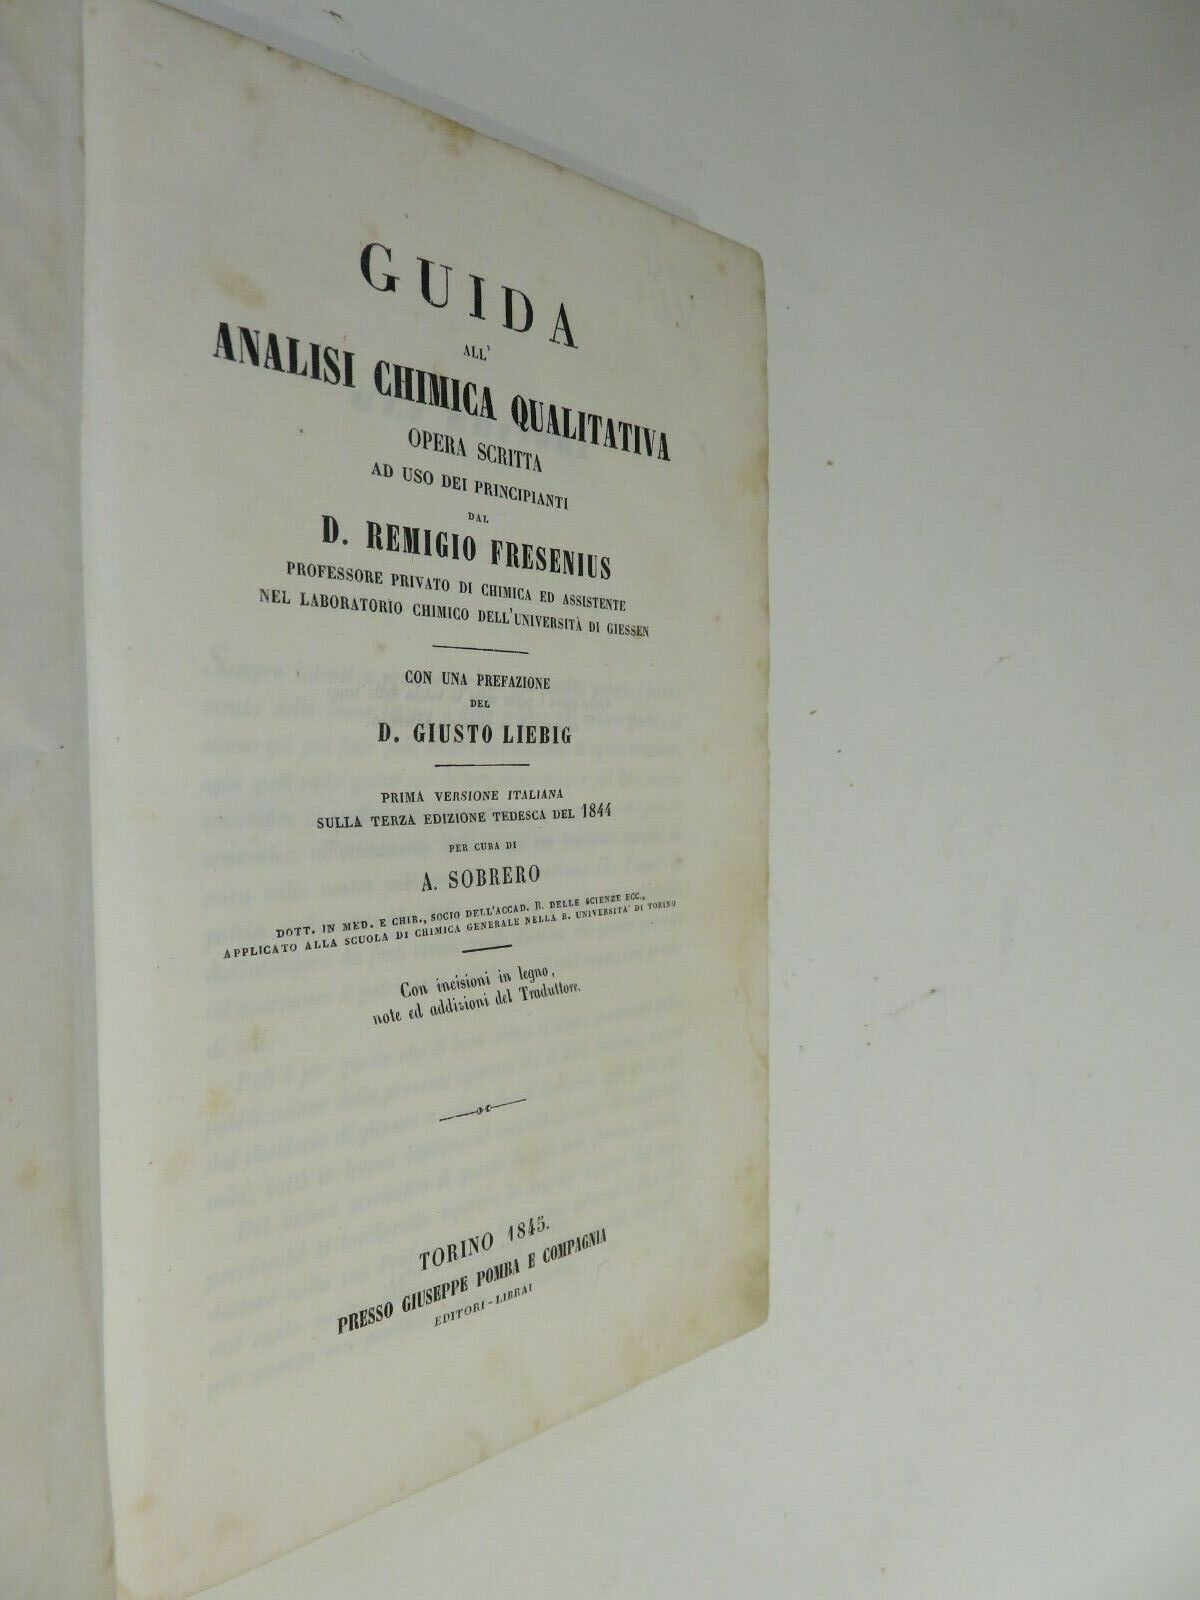 GUIDA
ALL'
ANALISI CHIMICA QUALITATIVA
OPERA SCRITTA
AD USO DEI PRINCIPIANTI
DAL
D. REMIGIO FRESENIUS
PROFESSORE PRIVATO DI CHIMICA ED ASSISTENTE
NEL LABORATORIO CHIMICO DELL'UNIVERSITÀ DI GIESSEN
CON UNA PREFAZIONE
DEL
D. GIUSTO LIEBIG
PRIMA VERSIONE ITALIANA
SULLA TERZA EDIZIONE TEDESCA DEL 1844
PER CURA DI
A. SOBRERO
DOTT. IN MED. E CHIR., SOCIO DELL'ACCAD. R. DELLE SCIENZE ECC.,
APPLICATO ALLA SCUOLA DI CHIMICA GENERALE NELLA R. UNIVERSITA' DI TORINO
Con incisioni in legno,
note ed addizioni del Traduttore.
TORINO 1845.
PRESSO GIUSEPPE POMBA E COMPAGNIA
EDITORI-LIBRAI